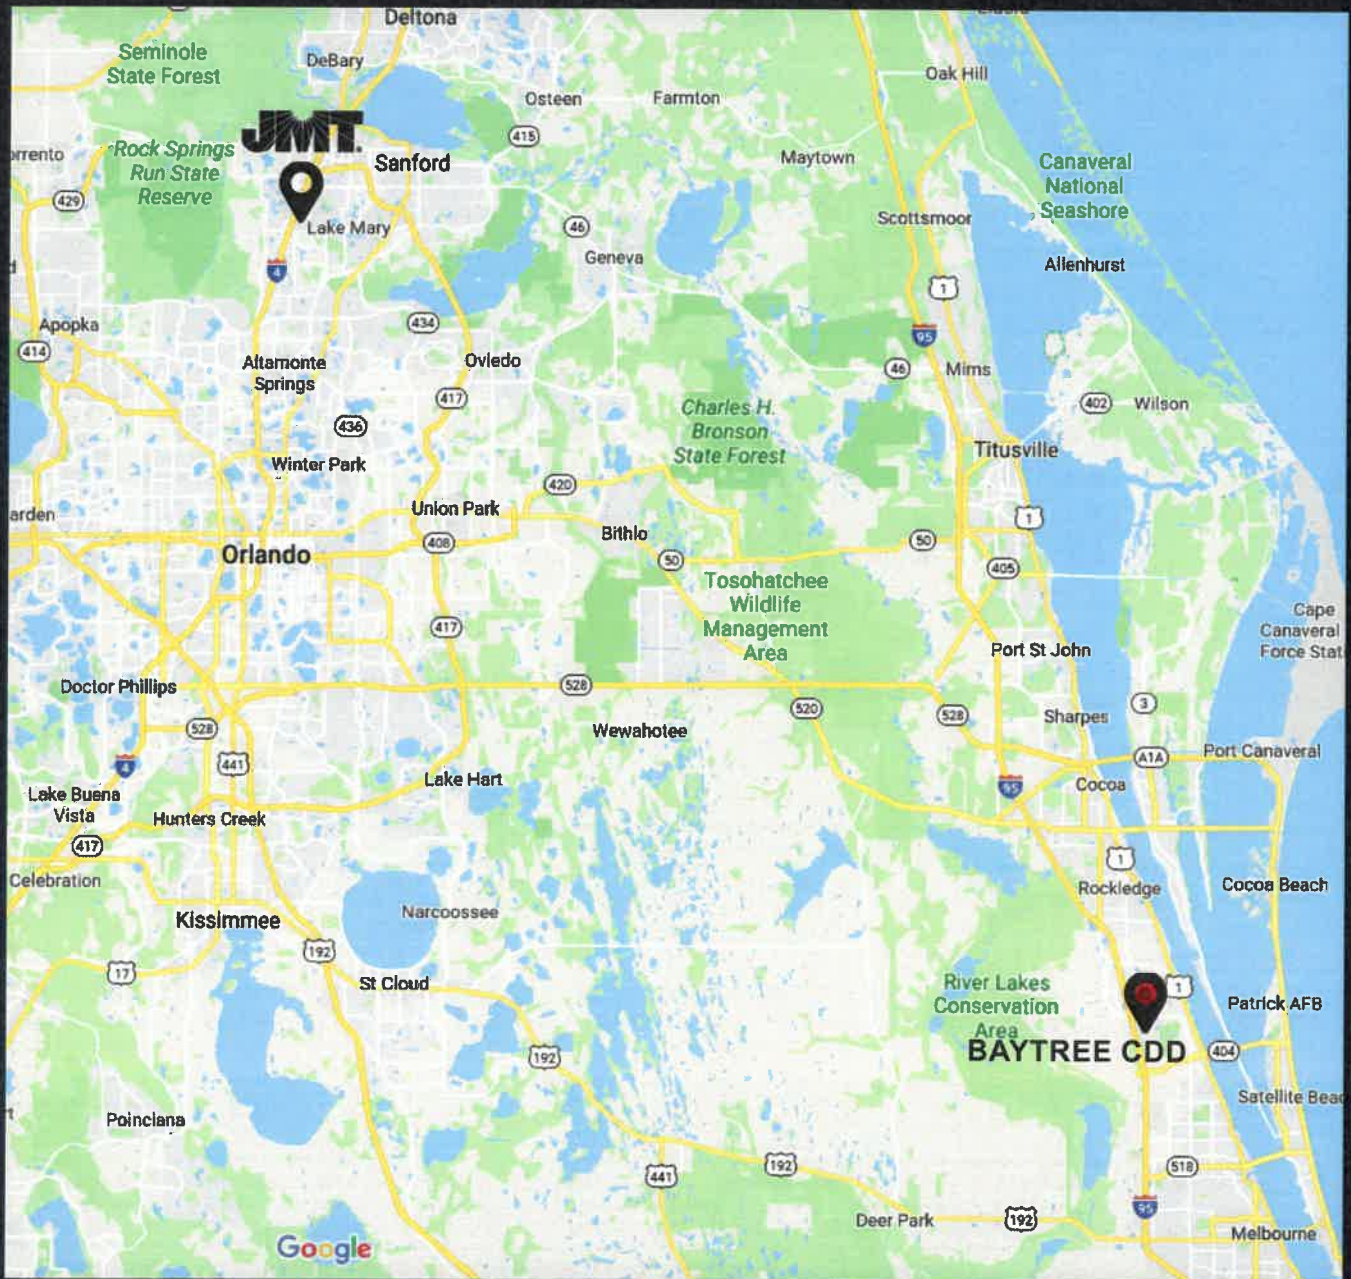 Deltona
Seminole
State Forest
DeBary
Oak Hill
Osteen
Farmton
JMT.
415
Rock Springs
Run State
Reserve
Sanford
Maytown
Canaveral
National
Seashore
429
Lake Mary
46
Scottsmoor
Geneva
4
Allenhurst
1
Apopka
434
95
414
Altamonte
Springs
Oviedo
46
Mims
417
402
Wilson
Charles H.
Bronson
State Forest
436
Winter Park
Titusville
420
Union Park
1
Bithlo
Orlando
408
50
50
405
Tosohatchee
Wildlife
Management
Area
417
Cape
Canaveral
Force Stat
Port St John
Doctor Phillips
528
520
3
528
528
Sharpes
Wewahotee
441
A1A
Port Canaveral
4
Lake Hart
95
Cocoa
Lake Buena
Vista
Hunters Creek
417
1
Celebration
Rockledge
Cocoa Beach
Kissimmee
Narcoossee
192
17
St Cloud
River Lakes
Conservation
Area
1
Patrick AFB
BAYTREE CDD
404
192
Satellite Beac
Poinciana
441
192
518
95
Deer Park
192
Melbourne
Google